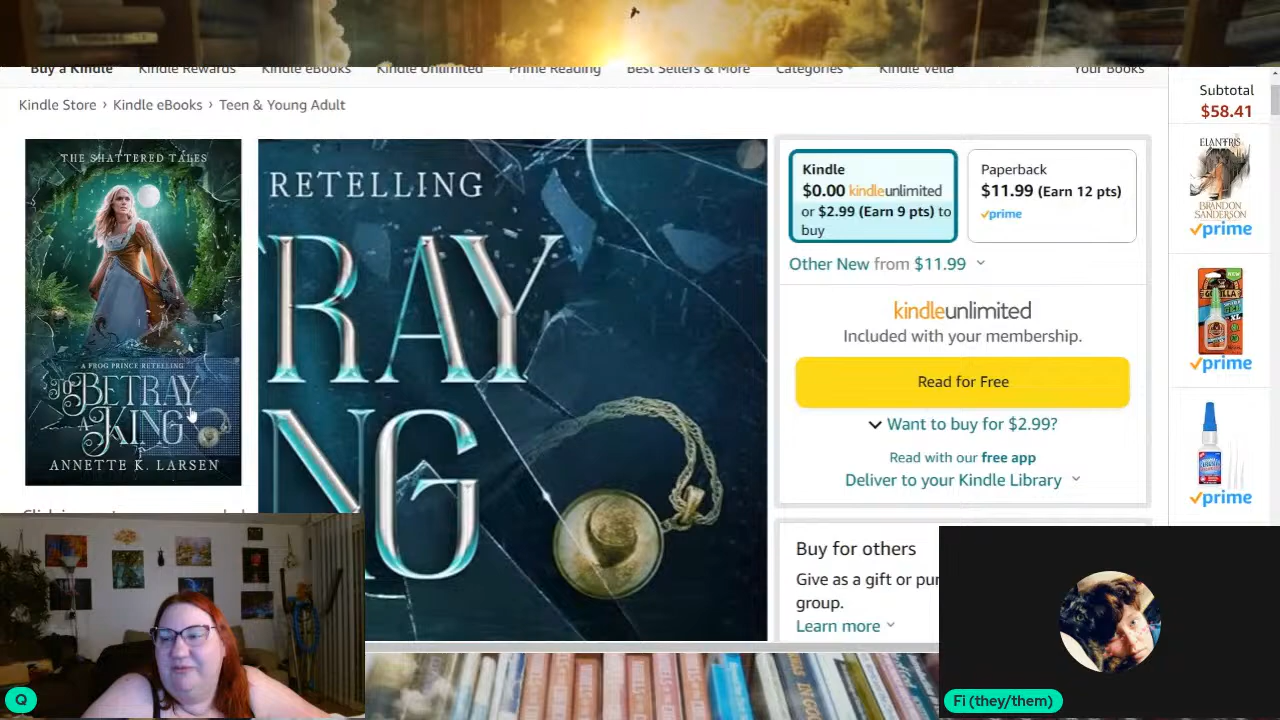 Buy a Kindle Kindle Rewards Kindle eBooks Kindle Unlimited Prime Reading Best Sellers & More Categories Kindle Vella Your Books
Kindle Store › Kindle eBooks › Teen & Young Adult
THE SHATTERED TALES
A FROG PRINCE RETELLING
TO BETRAY
A KING
ANNETTE K. LARSEN
RETELLING
RAY
NG
Kindle
$0.00 kindleunlimited
or $2.99 (Earn 9 pts) to
buy
Paperback
$11.99 (Earn 12 pts)
prime
Other New from $11.99
kindleunlimited
Included with your membership.
Read for Free
Want to buy for $2.99?
Read with our free app
Deliver to your Kindle Library
Buy for others
Give as a gift or pur
group.
Learn more
Subtotal
$58.41
ELANTRIS
BRANDON
SANDERSON
prime
GORILLA
prime
prime
Q
Fi (they/them)